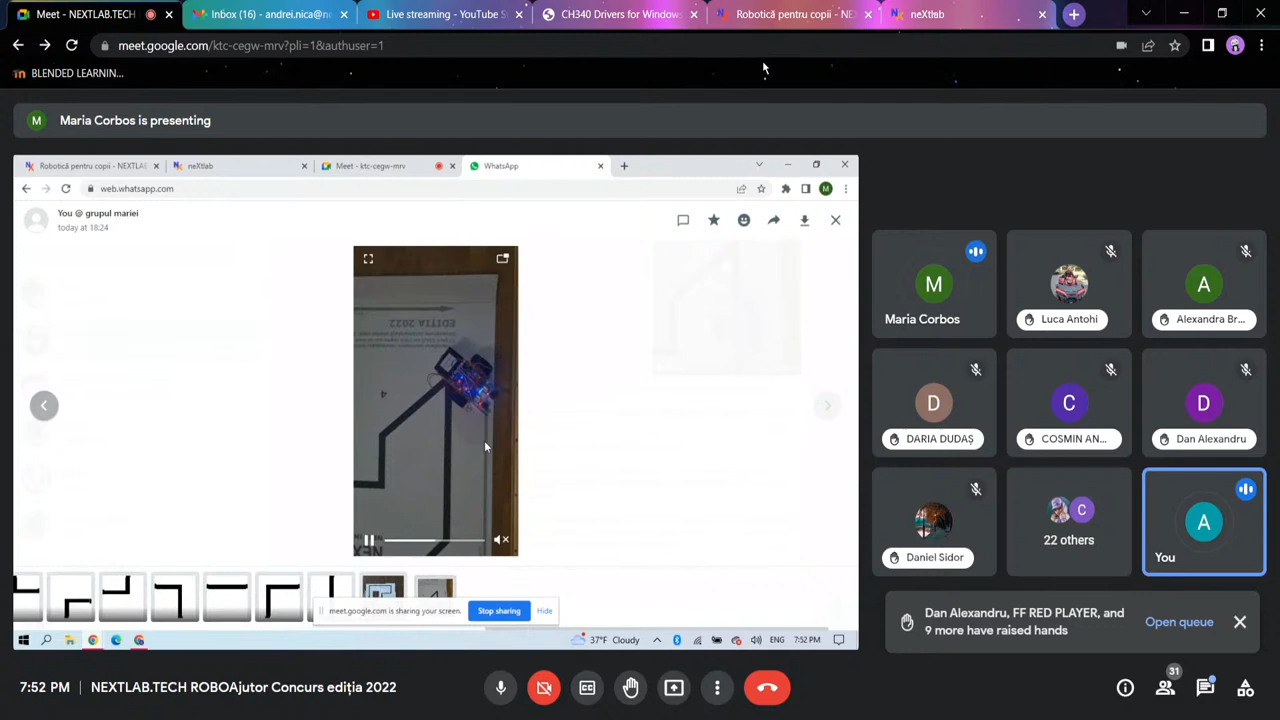 Meet - NEXTLAB.TECH
Inbox (16) - andrei.nica@ne
Live streaming - YouTube S
CH340 Drivers for Windows
Robotică pentru copii - NEXTL
neXtlab
meet.google.com/ktc-cegw-mrv?pli=1&authuser=1
BLENDED LEARNIN...
M
Maria Corbos is presenting
Robotică pentru copii - NEXTLA
neXtlab
Meet - ktc-cegw-mrv
WhatsApp
web.whatsapp.com
M
You @ grupul mariei
today at 18:24
EDIȚIA 2022
4
M
Maria Corbos
Luca Antohi
A
Alexandra Br...
D
DARIA DUDAȘ
C
COSMIN AN...
D
Dan Alexandru
Daniel Sidor
C
22 others
A
You
meet.google.com is sharing your screen.
Stop sharing
Hide
37°F Cloudy
ENG
7:52 PM
Dan Alexandru, FF RED PLAYER, and
9 more have raised hands
Open queue
7:52 PM
NEXTLAB.TECH ROBOAjutor Concurs ediția 2022
31